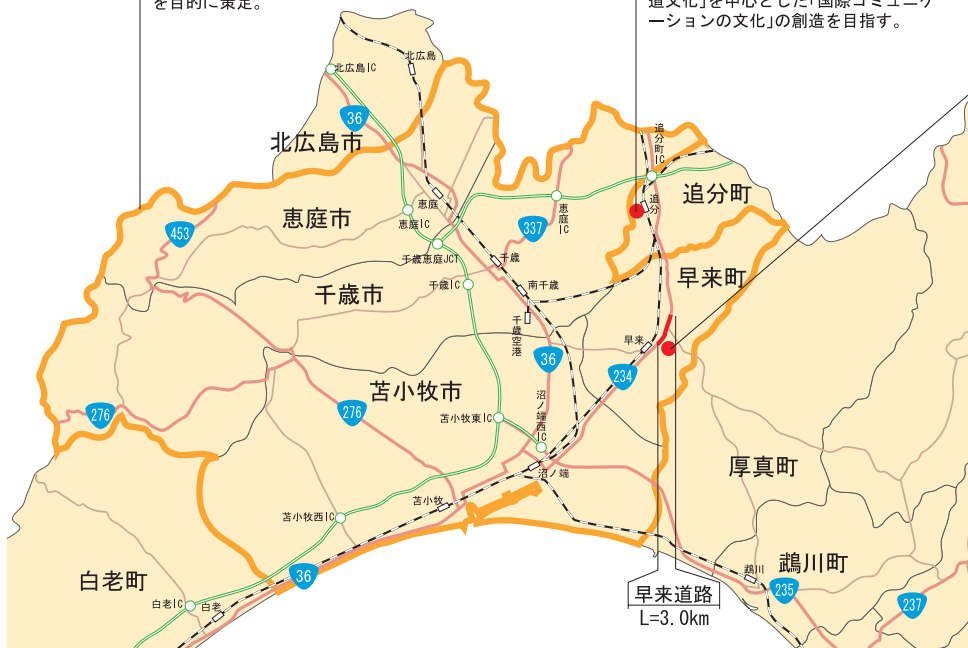 を目的に策定。
道文化」を中心とした「国際コミュニケ
ーションの文化」の創造を目指す。
北広島
北広島IC
36
北広島市
追分町IC
追分町
追分
恵庭
恵庭市
恵庭IC
453
337
恵庭IC
千歳恵庭JCT
千歳
早来町
千歳IC
南千歳
千歳市
千歳空港
早来
36
234
苫小牧市
276
276
沼ノ端西IC
苫小牧東IC
厚真町
沼ノ端
苫小牧
苫小牧西IC
鵡川町
鵡川
36
白老町
235
早来道路
L=3.0km
237
白老IC
白老